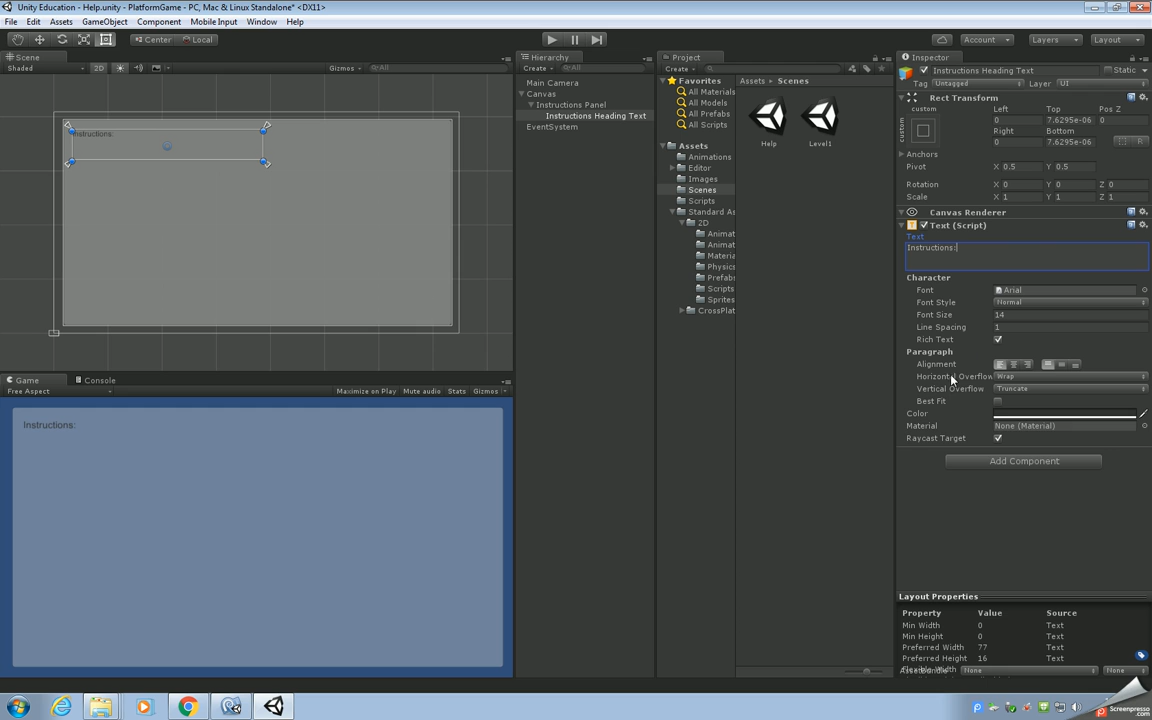 Unity Education - Help.unity - PlatformGame - PC, Mac & Linux Standalone* <DX11>
File Edit Assets GameObject Component Mobile Input Window Help
Center Local
Account Layers Layout
Scene
Shaded 2D Gizmos All
Instructions:
Game Console
Free Aspect Maximize on Play Mute audio Stats Gizmos
Instructions:
Hierarchy
Create All
Main Camera
Canvas
Instructions Panel
Instructions Heading Text
EventSystem
Project
Create
Favorites
All Materials
All Models
All Prefabs
All Scripts
Assets
Animations
Editor
Images
Scenes
Scripts
Standard As
2D
Animat
Animat
Materia
Physics
Prefabs
Scripts
Sprites
CrossPlat
Assets Scenes
Help Level1
Inspector
Instructions Heading Text Static
Tag Untagged Layer UI
Rect Transform
custom Left Top Pos Z
custom 0 7.6295e-06 0
Right Bottom
0 7.6295e-06 R
Anchors
Pivot X 0.5 Y 0.5
Rotation X 0 Y 0 Z 0
Scale X 1 Y 1 Z 1
Canvas Renderer
Text (Script)
Text
Instructions:
Character
Font Arial
Font Style Normal
Font Size 14
Line Spacing 1
Rich Text
Paragraph
Alignment
Horizontal Overflow Wrap
Vertical Overflow Truncate
Best Fit
Color
Material None (Material)
Raycast Target
Add Component
Layout Properties
Property Value Source
Min Width 0 Text
Min Height 0 Text
Preferred Width 77 Text
Preferred Height 16 Text
None None
Screenpresso.com